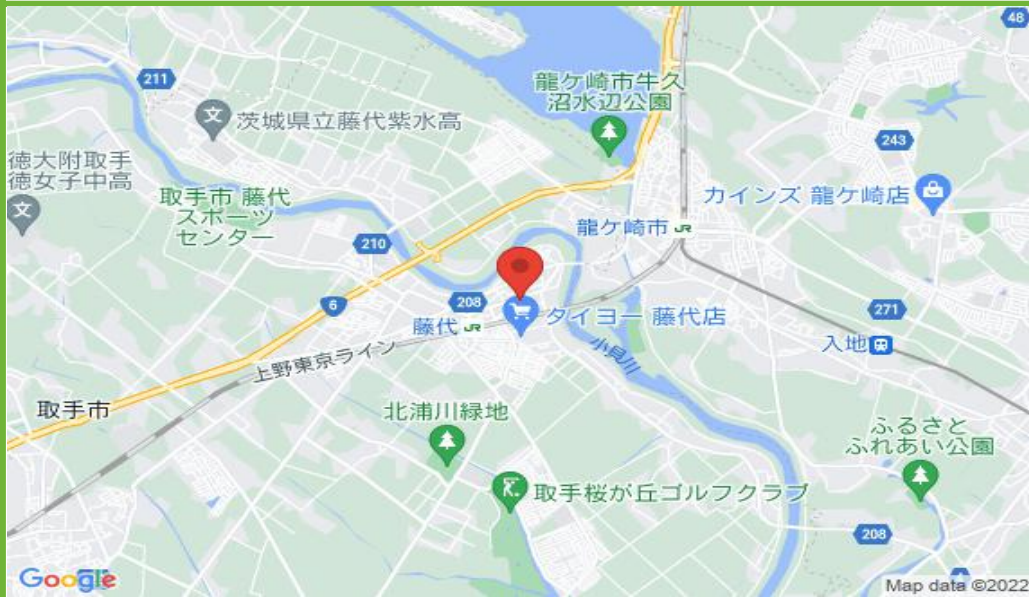 48
211
龍ケ崎市牛久
沼水辺公園
茨城県立藤代紫水高
243
徳大附取手
徳女子中高
取手市 藤代
スポーツ
センター
カインズ 龍ケ崎店
龍ケ崎市 JR
210
6
208
271
藤代 JR
タイヨー 藤代店
入地
小貝川
上野東京ライン
取手市
北浦川緑地
ふるさと
ふれあい公園
取手桜が丘ゴルフクラブ
208
Google
Map data ©2022